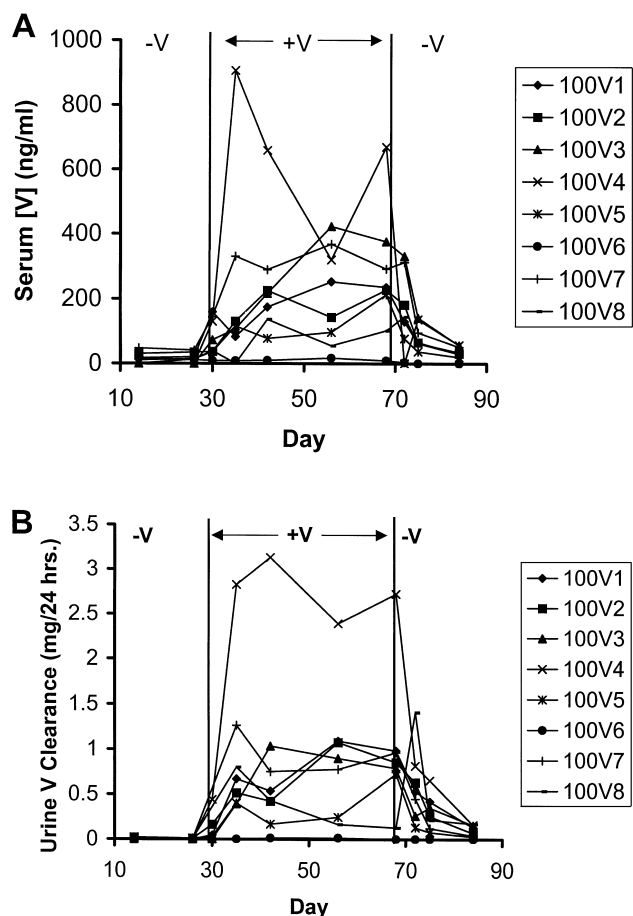 A
-V
+V
-V
Serum [V] (ng/ml)
1000
800
600
400
200
0
10
30
50
70
90
Day
100V1
100V2
100V3
100V4
100V5
100V6
100V7
100V8
B
-V
+V
-V
Urine V Clearance (mg/24 hrs.)
3.5
3
2.5
2
1.5
1
0.5
0
10
30
50
70
90
Day
100V1
100V2
100V3
100V4
100V5
100V6
100V7
100V8